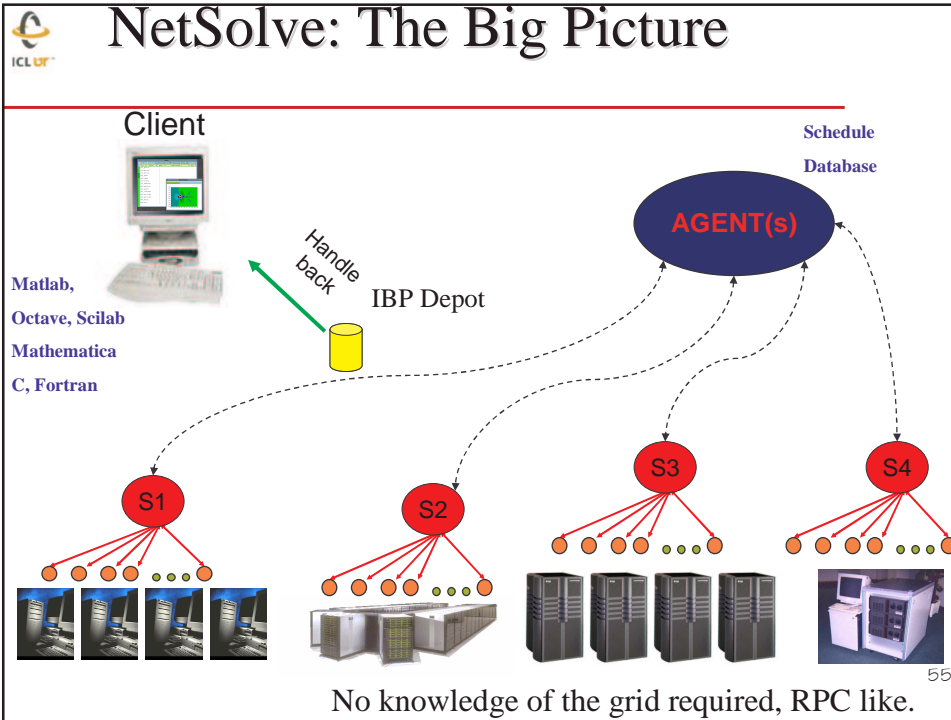 NetSolve: The Big Picture
ICL UT
Client
Schedule
Database
AGENT(s)
Handle
back
IBP Depot
Matlab,
Octave, Scilab
Mathematica
C, Fortran
S1
S2
S3
S4
55
No knowledge of the grid required, RPC like.